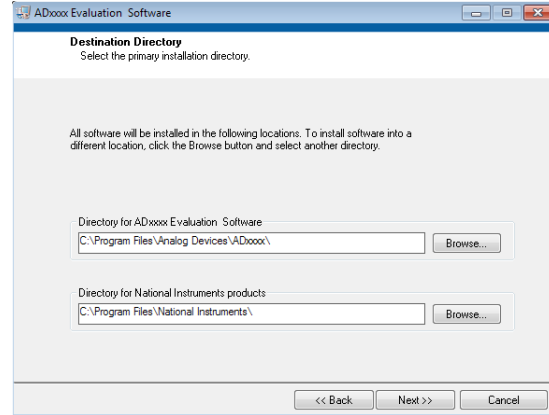 ADxxxx Evaluation Software
Destination Directory
Select the primary installation directory.
All software will be installed in the following locations. To install software into a
different location, click the Browse button and select another directory.
Directory for ADxxxx Evaluation Software
C:\Program Files\Analog Devices\ADxxxx\
Browse...
Directory for National Instruments products
C:\Program Files\National Instruments\
Browse...
<< Back
Next >>
Cancel